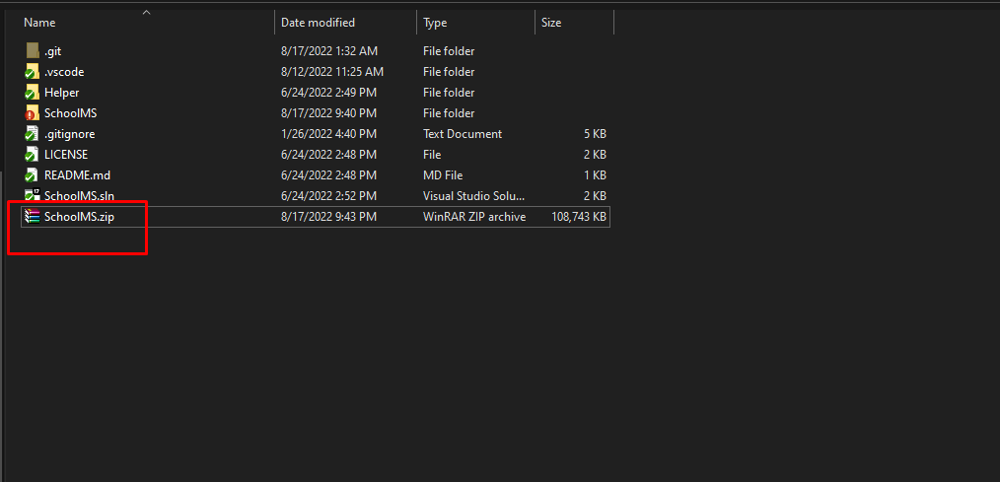 Name Date modified Type Size
.git 8/17/2022 1:32 AM File folder
.vscode 8/12/2022 11:25 AM File folder
Helper 6/24/2022 2:49 PM File folder
SchoolMS 8/17/2022 9:40 PM File folder
.gitignore 1/26/2022 4:40 PM Text Document 5 KB
LICENSE 6/24/2022 2:48 PM File 2 KB
README.md 6/24/2022 2:48 PM MD File 1 KB
SchoolMS.sln 6/24/2022 2:52 PM Visual Studio Solu... 2 KB
SchoolMS.zip 8/17/2022 9:43 PM WinRAR ZIP archive 108,743 KB